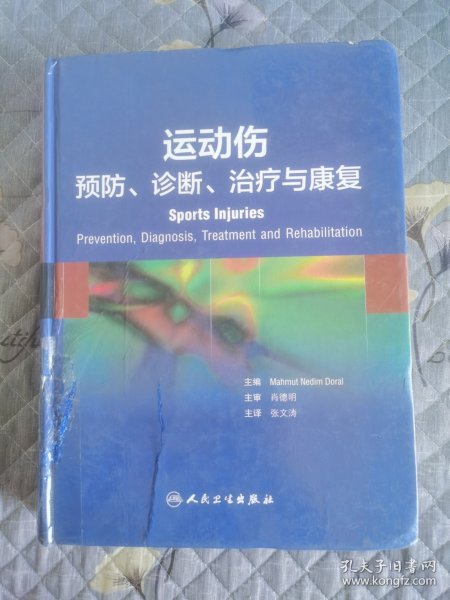 运动伤
预防、诊断、治疗与康复
Sports Injuries
Prevention, Diagnosis, Treatment and Rehabilitation
主编 Mahmut Nedim Doral
主审 肖德明
主译 张文涛
人民卫生出版社
孔夫子旧书网
www.kongfz.com